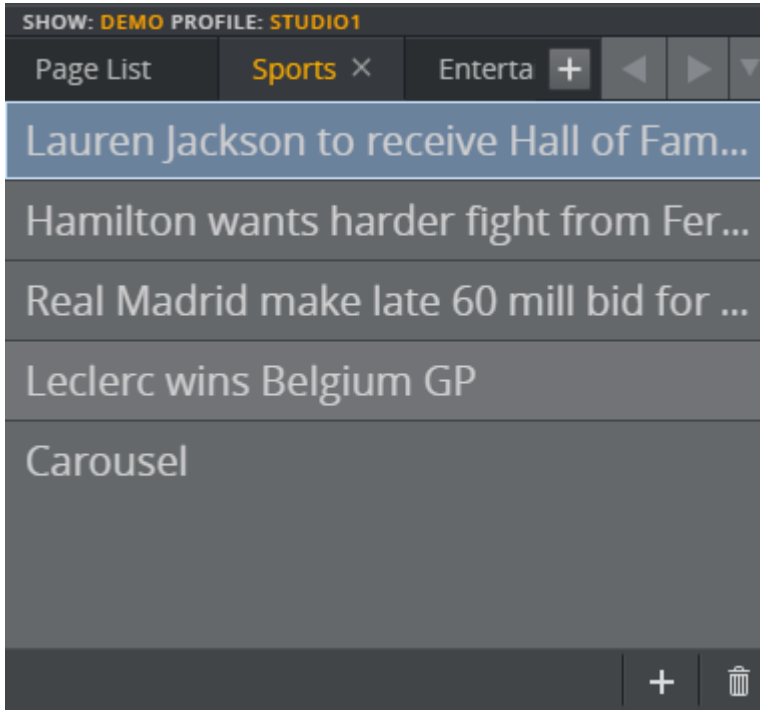 SHOW: DEMO PROFILE: STUDIO1
Page List Sports × Enterta +
Lauren Jackson to receive Hall of Fam...
Hamilton wants harder fight from Fer...
Real Madrid make late 60 mill bid for ...
Leclerc wins Belgium GP
Carousel
+